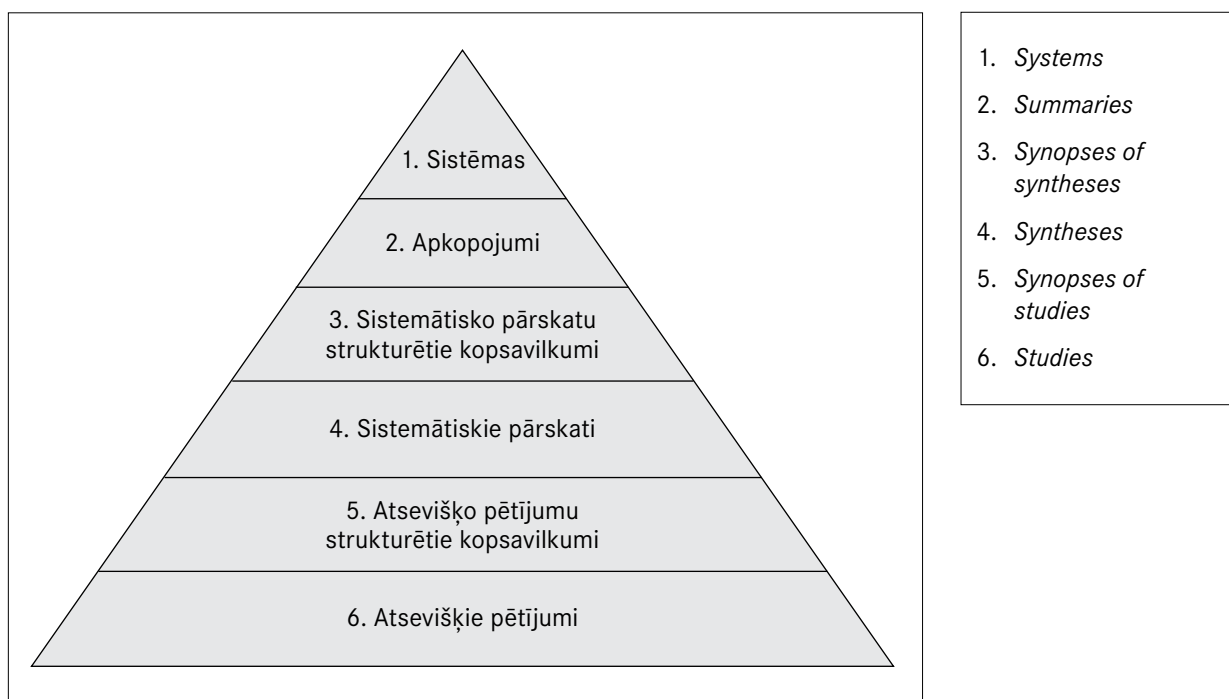 1. Sistēmas
2. Apkopojumi
3. Sistemātisko pārskatu
strukturētie kopsavilkumi
4. Sistemātiskie pārskati
5. Atsevišķo pētījumu
strukturētie kopsavilkumi
6. Atsevišķie pētījumi
1. Systems
2. Summaries
3. Synopses of
syntheses
4. Syntheses
5. Synopses of
studies
6. Studies